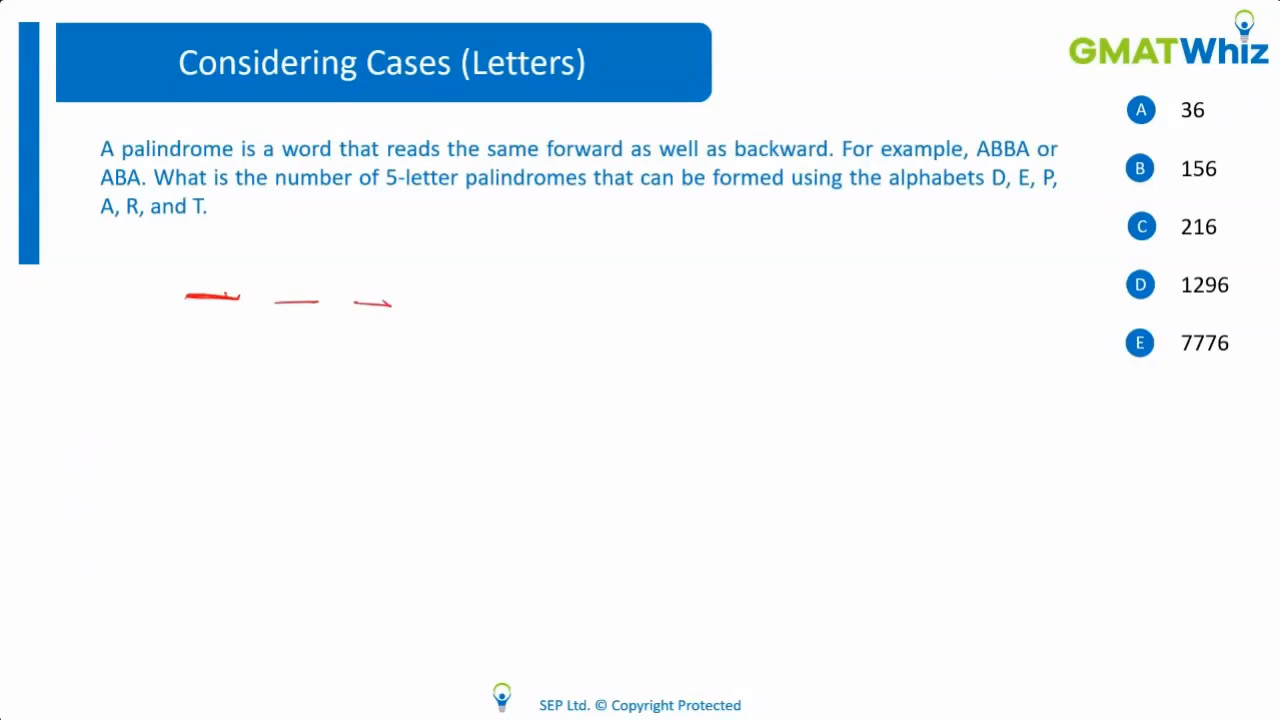 Considering Cases (Letters)
GMATWhiz
A palindrome is a word that reads the same forward as well as backward. For example, ABBA or
ABA. What is the number of 5-letter palindromes that can be formed using the alphabets D, E, P,
A, R, and T.
A 36
B 156
C 216
D 1296
E 7776
SEP Ltd. © Copyright Protected